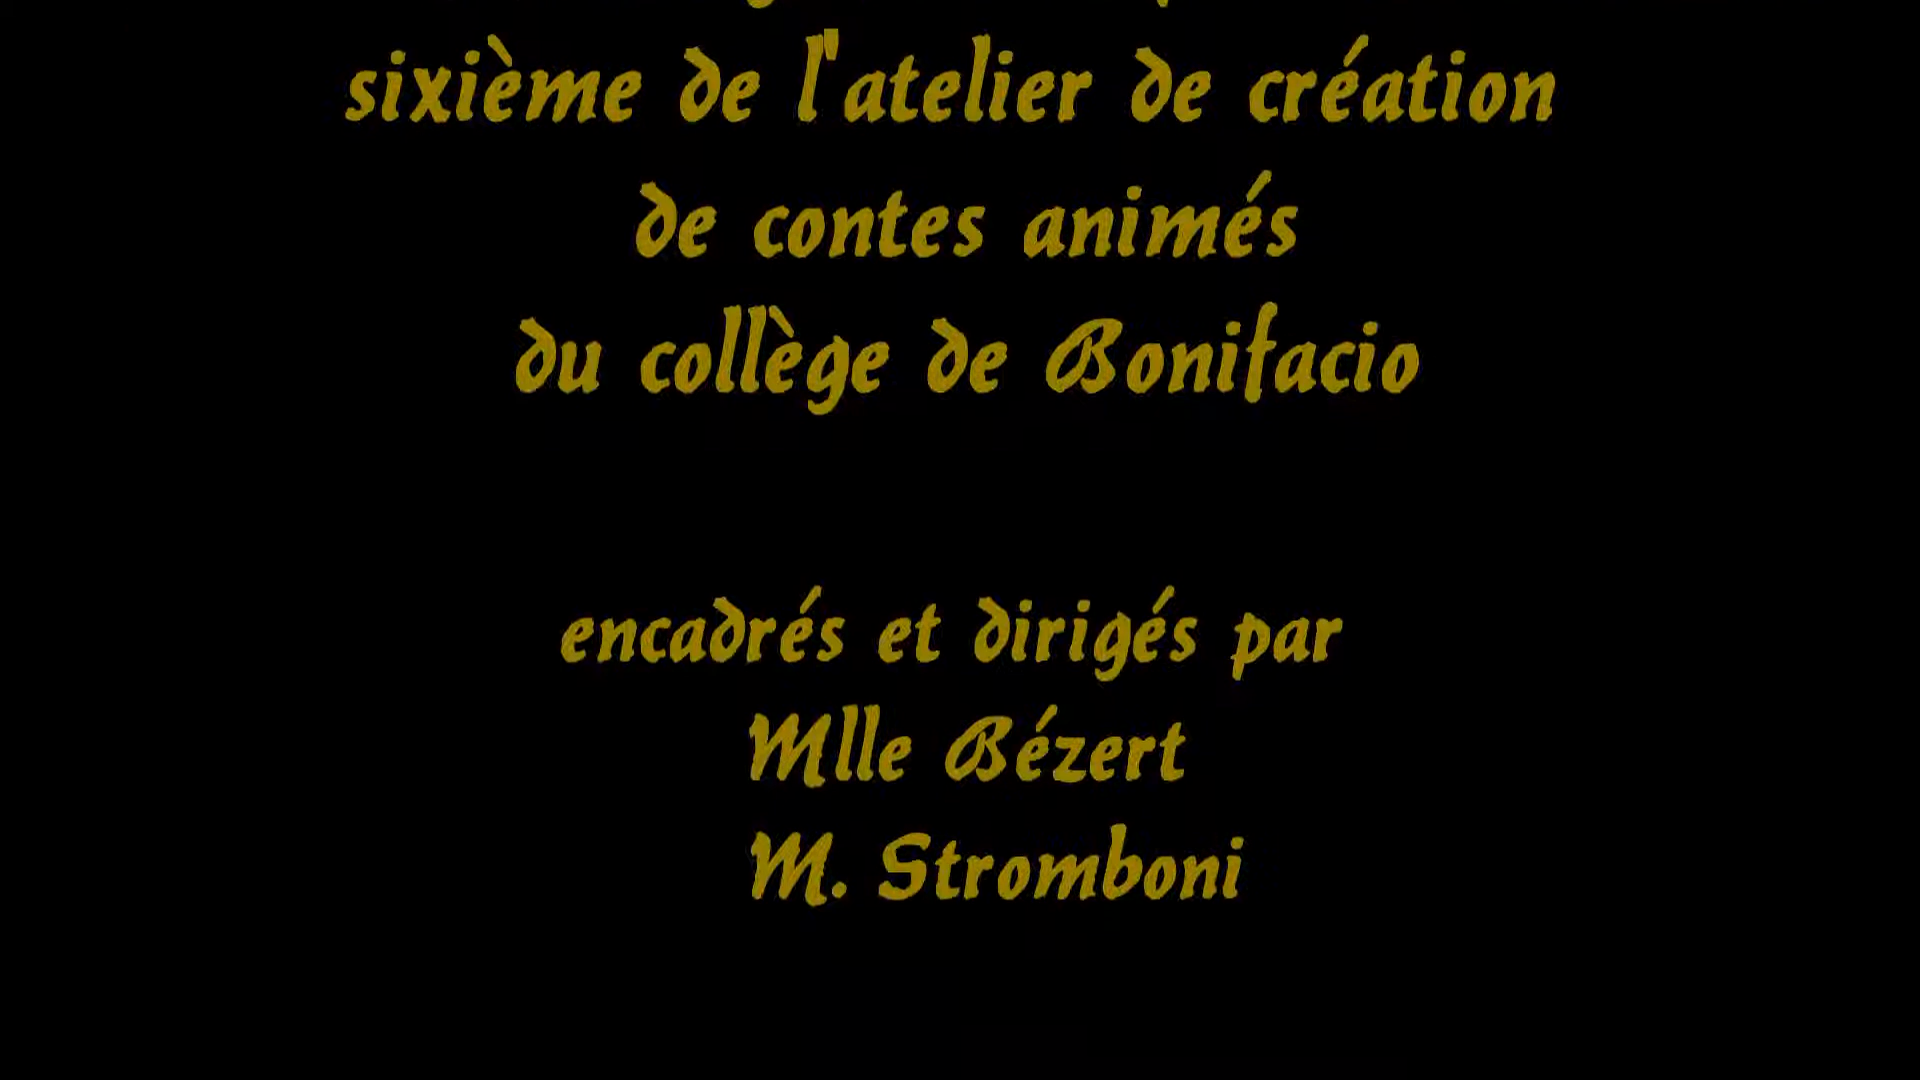 sixième de l'atelier de création
de contes animés
du collège de Bonifacio
encadrés et dirigés par
Mlle Bézert
M. Stromboni